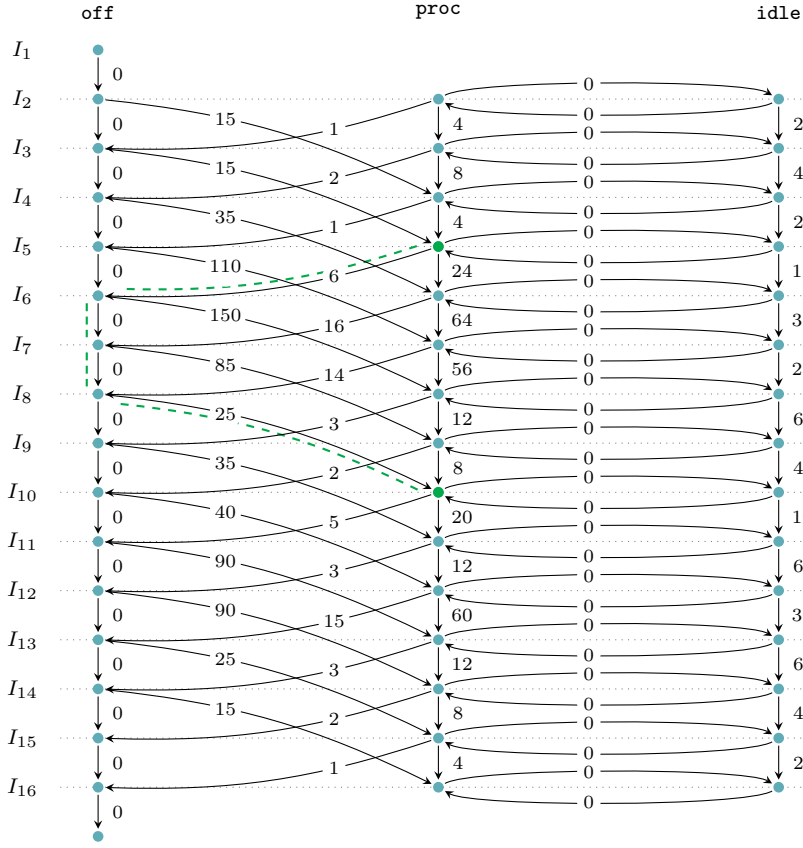 off proc idle
I₁
0
I₂ 0
0 15 1 4 0 2
I₃ 0
0 15 2 8 0 4
I₄ 0
0 35 1 4 0 2
I₅ 0
0 110 6 24 0 1
I₆ 0
0 150 16 64 0 3
I₇ 0
0 85 14 56 0 2
I₈ 0
0 25 3 12 0 6
I₉ 0
0 35 2 8 0 4
I₁₀ 0
0 40 5 20 0 1
I₁₁ 0
0 90 3 12 0 6
I₁₂ 0
0 90 15 60 0 3
I₁₃ 0
0 25 3 12 0 6
I₁₄ 0
0 15 2 8 0 4
I₁₅ 0
0 1 4 0 2
I₁₆ 0
0 0